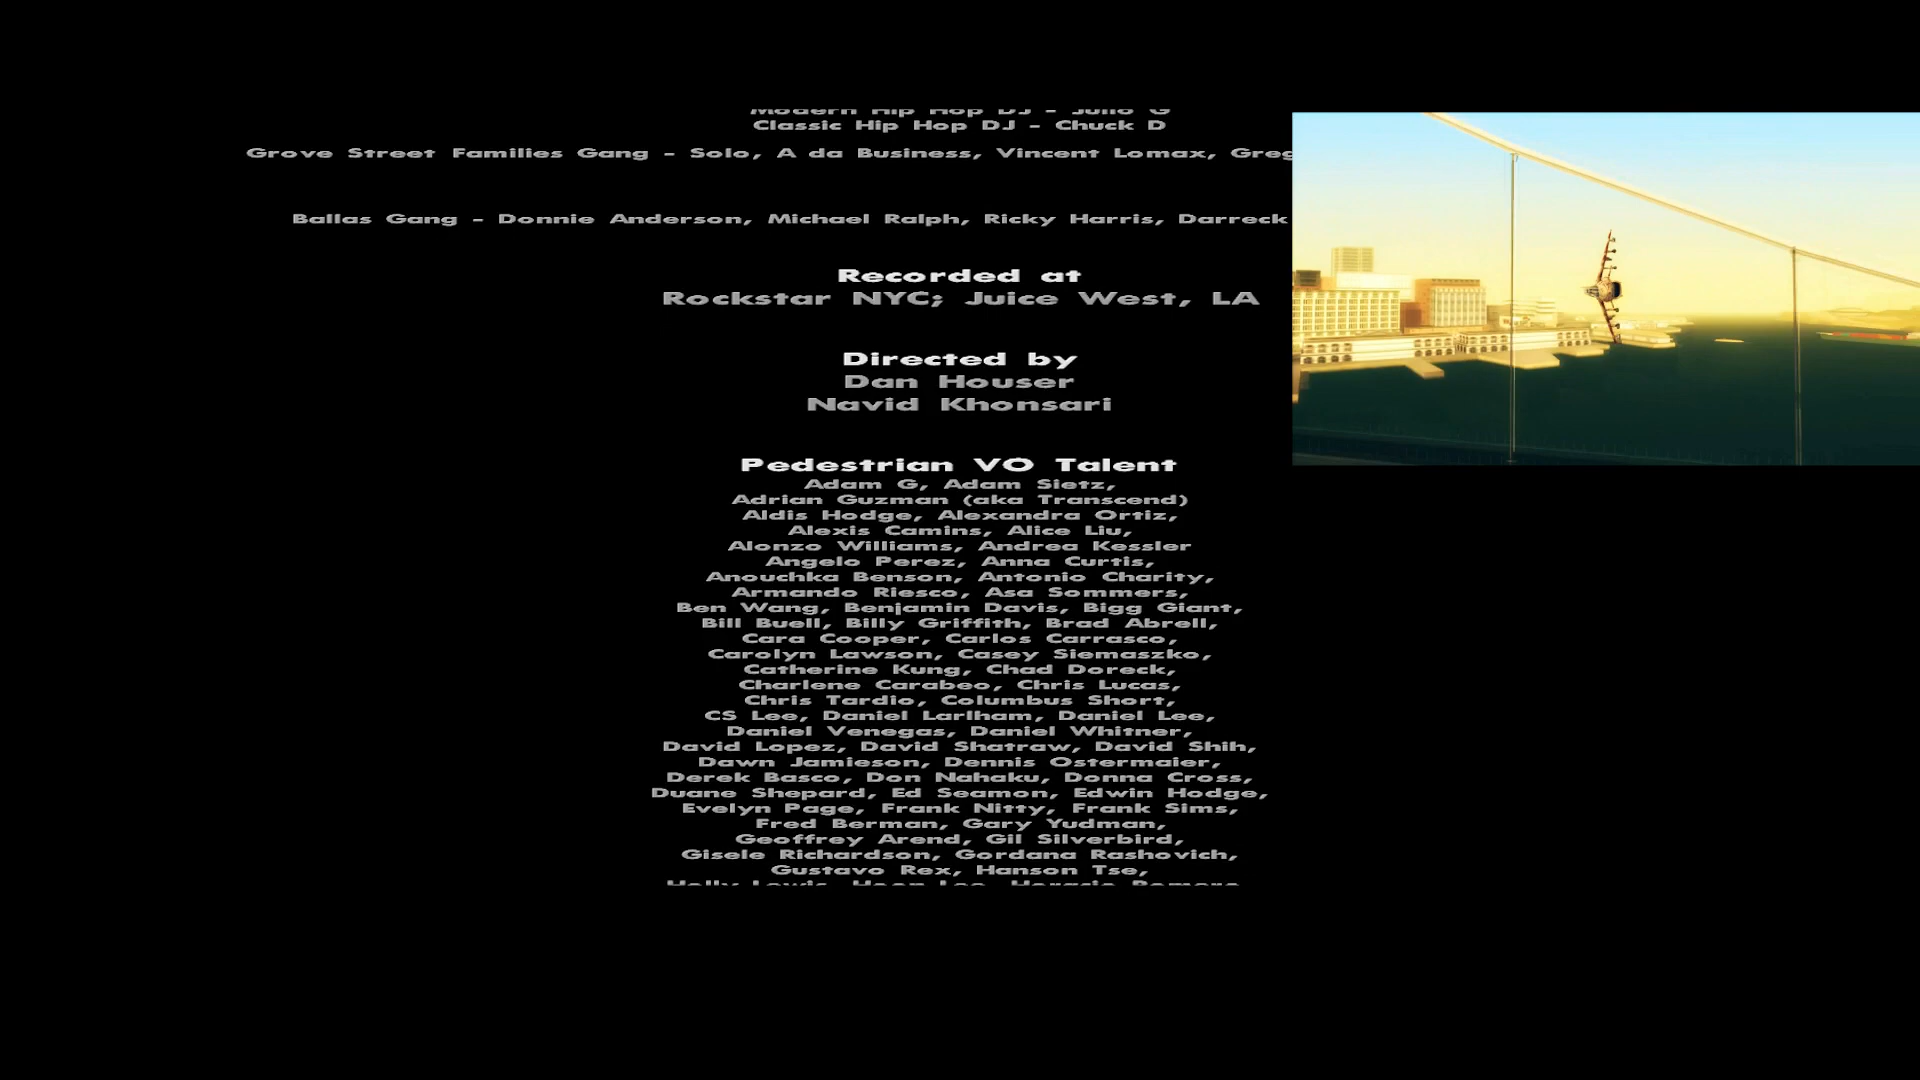 Modern Hip Hop DJ - Julio G
Classic Hip Hop DJ - Chuck D
Grove Street Families Gang - Solo, A da Business, Vincent Lomax, Greg
Ballas Gang - Donnie Anderson, Michael Ralph, Ricky Harris, Darreck
Recorded at
Rockstar NYC; Juice West, LA
Directed by
Dan Houser
Navid Khonsari
Pedestrian VO Talent
Adam G, Adam Sietz,
Adrian Guzman (aka Transcend)
Aldis Hodge, Alexandra Ortiz,
Alexis Camins, Alice Liu,
Alonzo Williams, Andrea Kessler
Angelo Perez, Anna Curtis,
Anouchka Benson, Antonio Charity,
Armando Riesco, Asa Sommers,
Ben Wang, Benjamin Davis, Bigg Giant,
Bill Buell, Billy Griffith, Brad Abrell,
Cara Cooper, Carlos Carrasco,
Carolyn Lawson, Casey Siemaszko,
Catherine Kung, Chad Doreck,
Charlene Carabeo, Chris Lucas,
Chris Tardio, Columbus Short,
CS Lee, Daniel Larlham, Daniel Lee,
Daniel Venegas, Daniel Whitner,
David Lopez, David Shatraw, David Shih,
Dawn Jamieson, Dennis Ostermaier,
Derek Basco, Don Nahaku, Donna Cross,
Duane Shepard, Ed Seamon, Edwin Hodge,
Evelyn Page, Frank Nitty, Frank Sims,
Fred Berman, Gary Yudman,
Geoffrey Arend, Gil Silverbird,
Gisele Richardson, Gordana Rashovich,
Gustavo Rex, Hanson Tse,